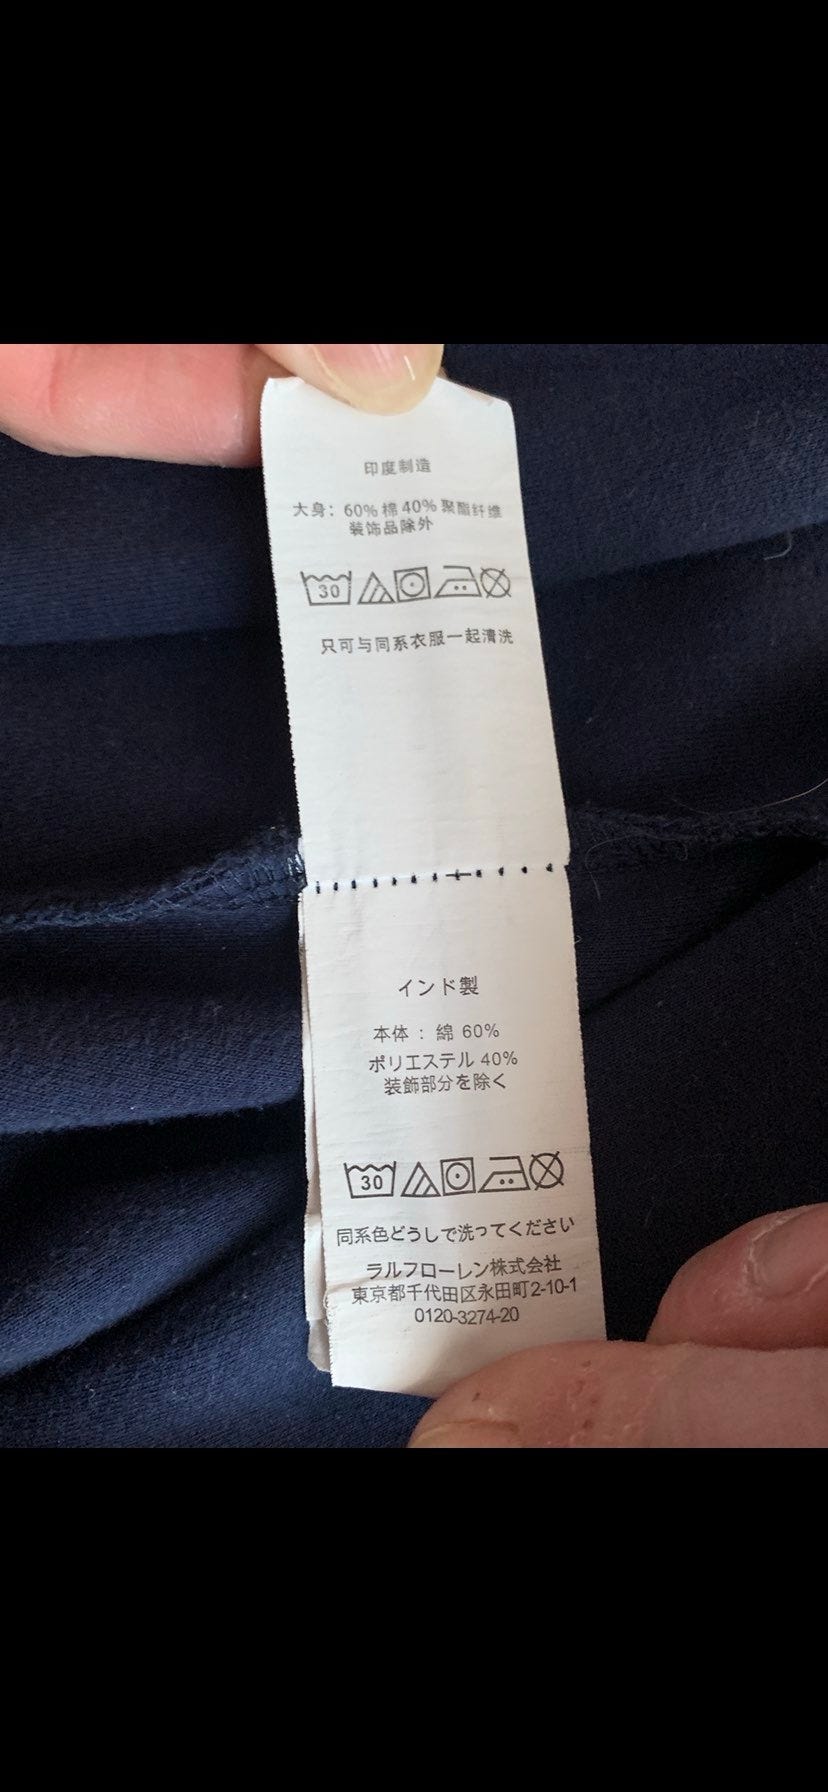 印度制造
大身：60% 棉 40% 聚酯纤维
装饰品除外
30
只可与同系衣服一起清洗
インド製
本体 : 綿 60%
ポリエステル 40%
装飾部分を除く
30
同系色どうしで洗ってください
ラルフローレン株式会社
東京都千代田区永田町2-10-1
0120-3274-20